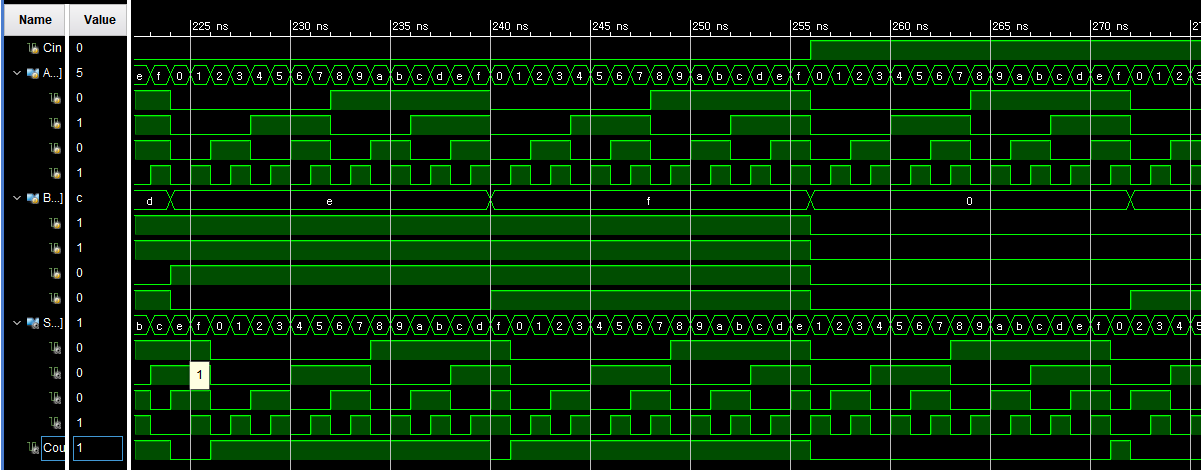 Name Value 225 ns 230 ns 235 ns 240 ns 245 ns 250 ns 255 ns 260 ns 265 ns 270 ns
Cin 0
A...] 5 e f 0 1 2 3 4 5 6 7 8 9 a b c d e f 0 1 2 3 4 5 6 7 8 9 a b c d e f 0 1 2 3 4 5 6 7 8 9 a b c d e f 0 1 2
0
1
0
1
B...] c d e f 0
1
1
0
0
S...] 1 b c e f 0 1 2 3 4 5 6 7 8 9 a b c d f 0 1 2 3 4 5 6 7 8 9 a b c d e 1 2 3 4 5 6 7 8 9 a b c d e f 0 2 3 4
0
0 1
0
1
Cou 1